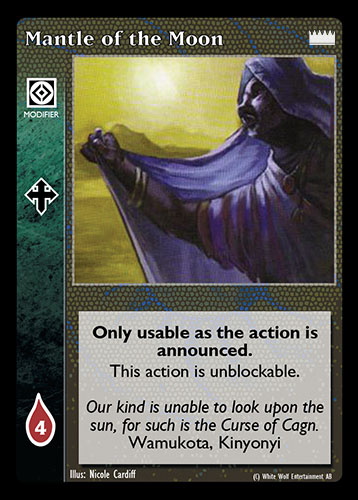 Mantle of the Moon
MODIFIER
Only usable as the action is
announced.
This action is unblockable.
Our kind is unable to look upon the
sun, for such is the Curse of Cagn.
Wamukota, Kinyonyi
4
Illus: Nicole Cardiff
(C) White Wolf Entertainment AB